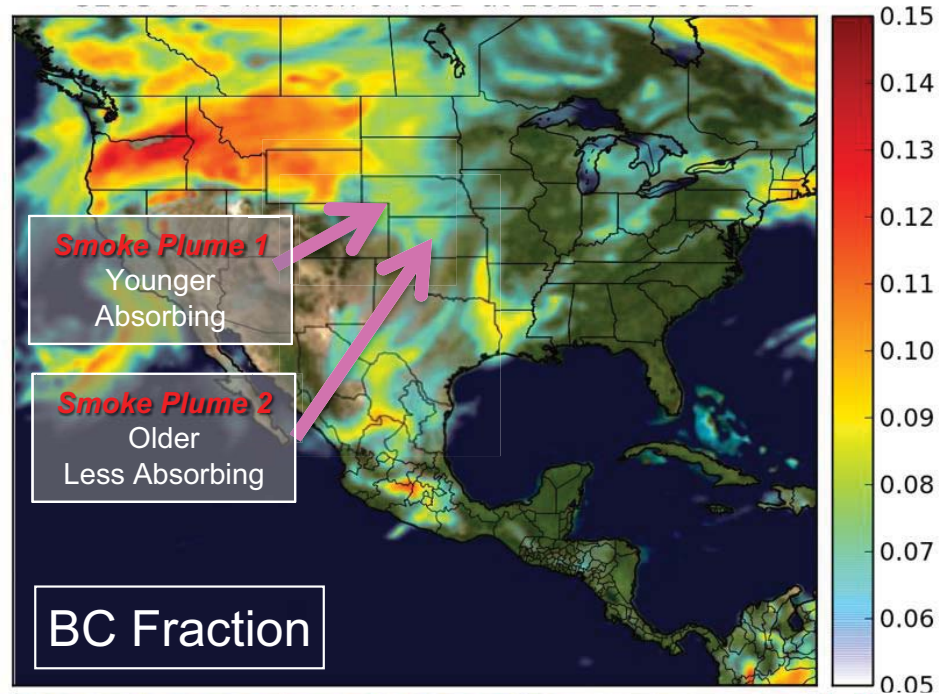 0.15
0.14
0.13
0.12
0.11
0.10
0.09
0.08
0.07
0.06
0.05
Smoke Plume 1
Younger
Absorbing
Smoke Plume 2
Older
Less Absorbing
BC Fraction